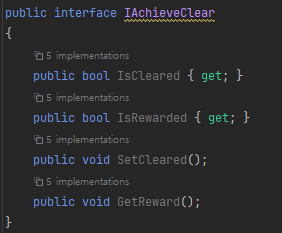 public interface IAchieveClear
{
5 implementations
public bool IsCleared { get; }
5 implementations
public bool IsRewarded { get; }
5 implementations
public void SetCleared();
5 implementations
public void GetReward();
}